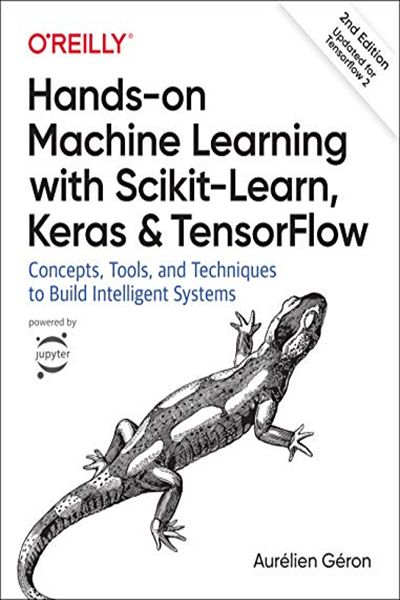 O'REILLY®
2nd Edition
Updated for
Tensorflow 2
Hands-on
Machine Learning
with Scikit-Learn,
Keras & TensorFlow
Concepts, Tools, and Techniques
to Build Intelligent Systems
powered by
jupyter
Aurélien Géron